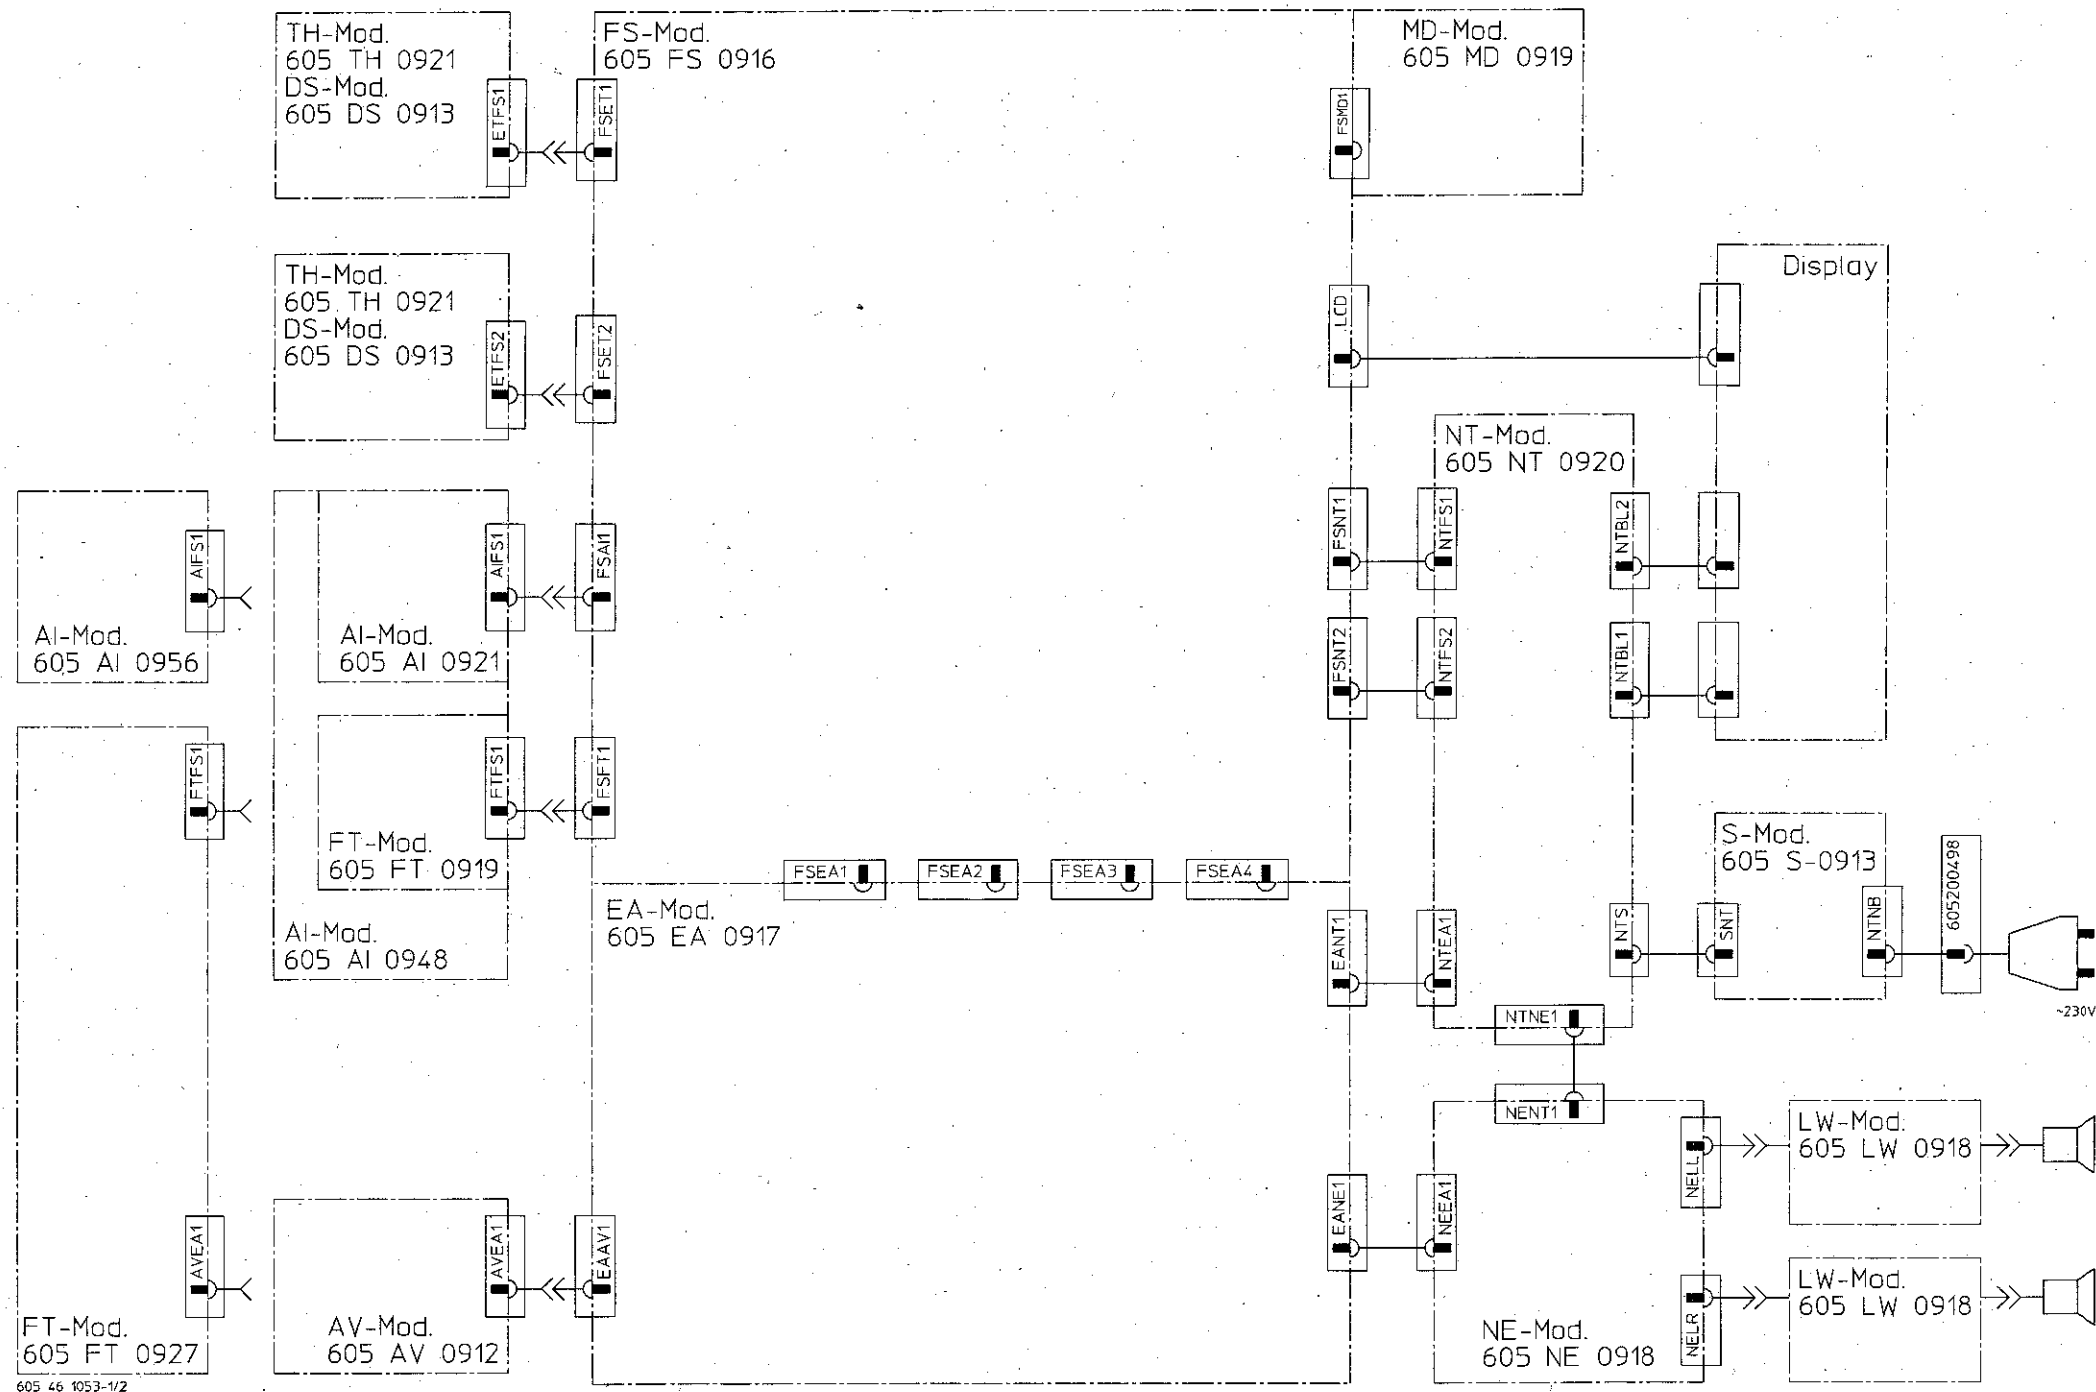 TH-Mod.
605 TH 0921
DS-Mod.
605 DS 0913
ETFS1
FSET1
FS-Mod.
605 FS 0916
MD-Mod.
605 MD 0919
FSMD1
TH-Mod.
605 TH 0921
DS-Mod.
605 DS 0913
ETFS2
FSET2
LCD
Display
NT-Mod.
605 NT 0920
AIFS1
AI-Mod.
605 AI 0956
AIFS1
AI-Mod.
605 AI 0921
FSAI1
FSNT1
NTFS1
NTBL2
FSNT2
NTFS2
NTBL1
FTFS1
FTFS1
FSFT1
FT-Mod.
605 FT 0919
AI-Mod.
605 AI 0948
FSEA1
FSEA2
FSEA3
FSEA4
EA-Mod.
605 EA 0917
S-Mod.
605 S-0913
EANT1
NTEA1
NTS
SNT
NTNB
605200498
~230V
NTNE1
NENT1
NELL
LW-Mod.
605 LW 0918
AVEA1
FT-Mod.
605 FT 0927
AVEA1
AV-Mod.
605 AV 0912
EAAV1
EANE1
NEEA1
NE-Mod.
605 NE 0918
NELR
LW-Mod.
605 LW 0918
605 46 1053-1/2